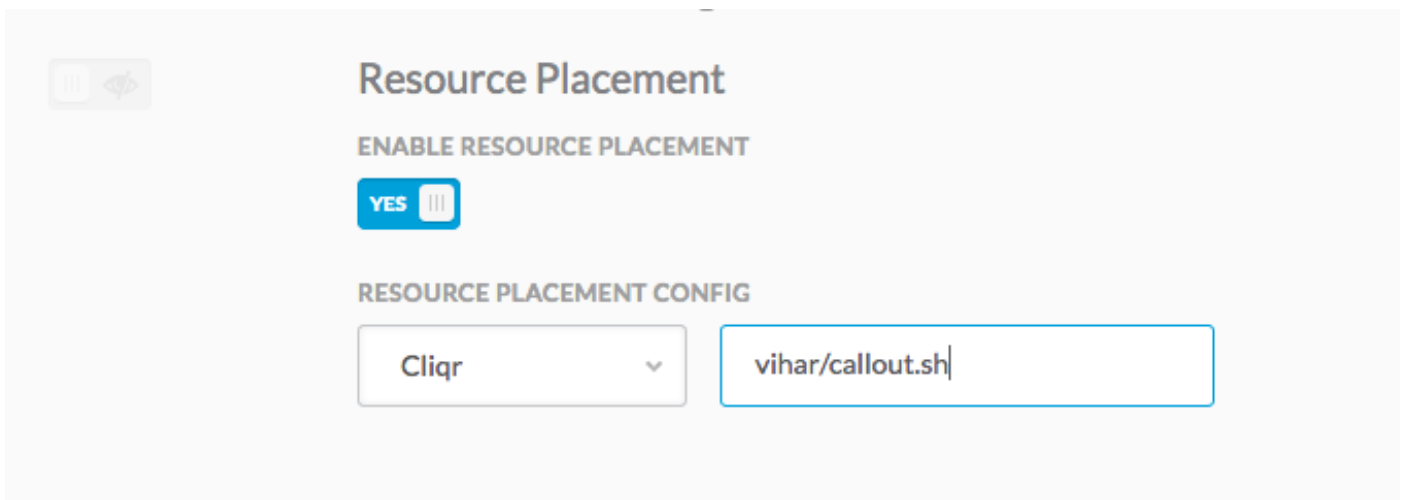 Resource Placement
ENABLE RESOURCE PLACEMENT
YES
RESOURCE PLACEMENT CONFIG
Cliqr vihar/callout.sh